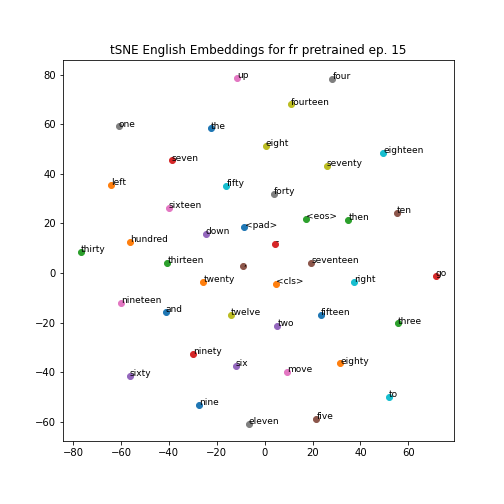 tSNE English Embeddings for fr pretrained ep. 15
80
up
four
fourteen
60
one
the
eight
eighteen
seven
seventy
40
left
fifty
forty
sixteen
ten
20
<eos>
then
<pad>
down
hundred
thirty
thirteen
seventeen
0
go
twenty
<cls>
right
nineteen
and
twelve
fifteen
−20
two
three
ninety
six
eighty
−40
sixty
move
to
nine
five
eleven
−60
−80
−60
−40
−20
0
20
40
60